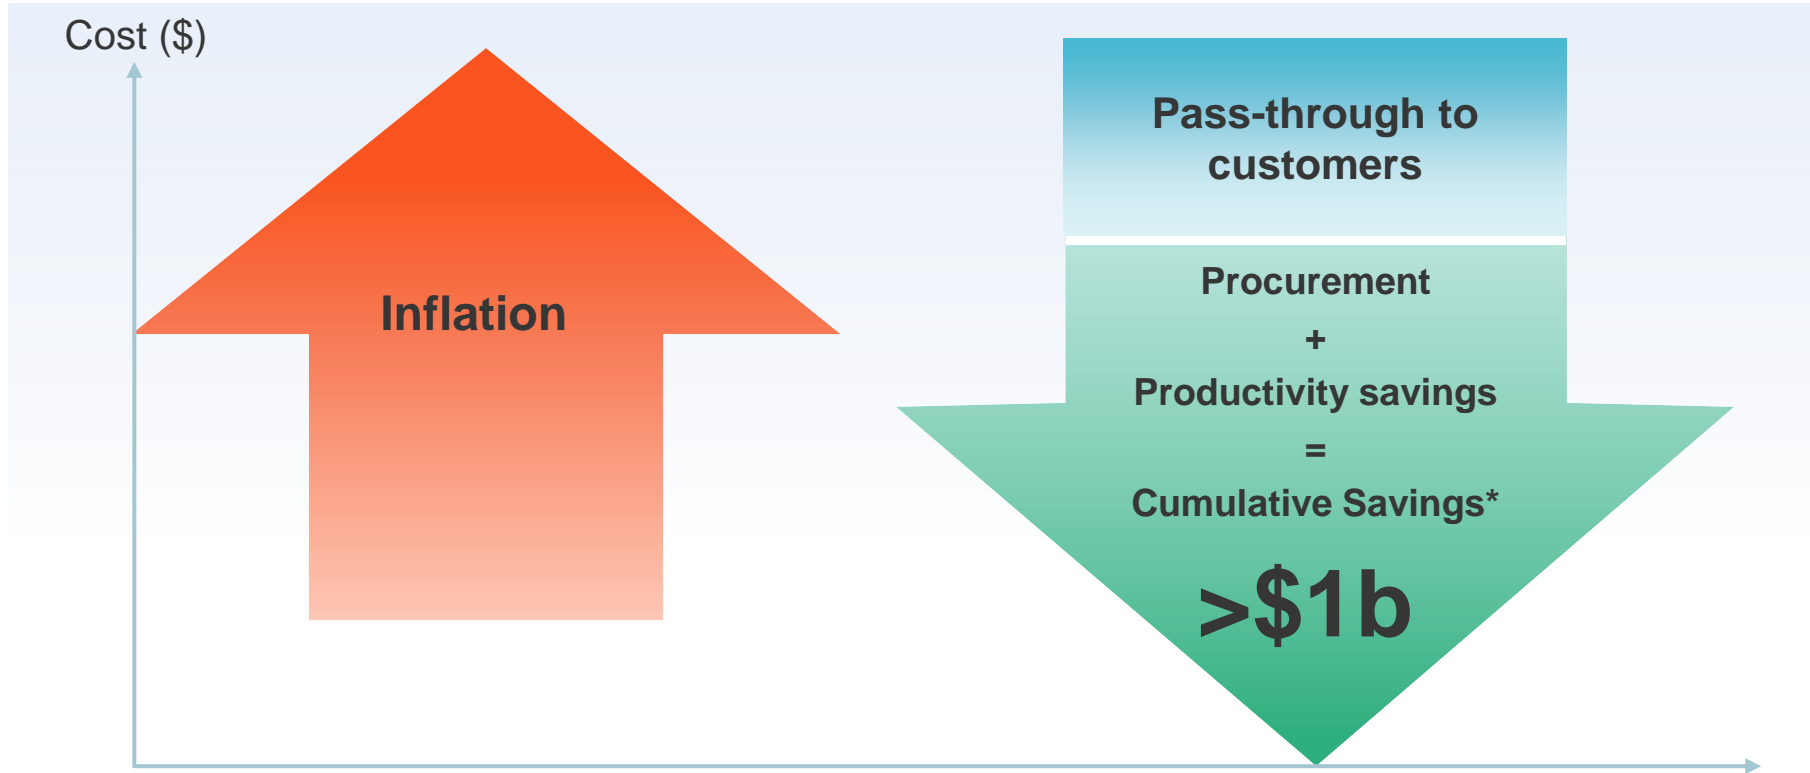 Cost ($)
Inflation
Pass-through to
customers
Procurement
+
Productivity savings
=
Cumulative Savings*
>$1b